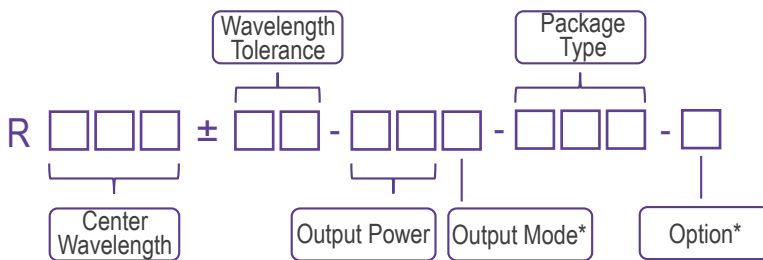 Wavelength
Tolerance
Package
Type
R ± - - -
Center
Wavelength
Output Power
Output Mode*
Option*